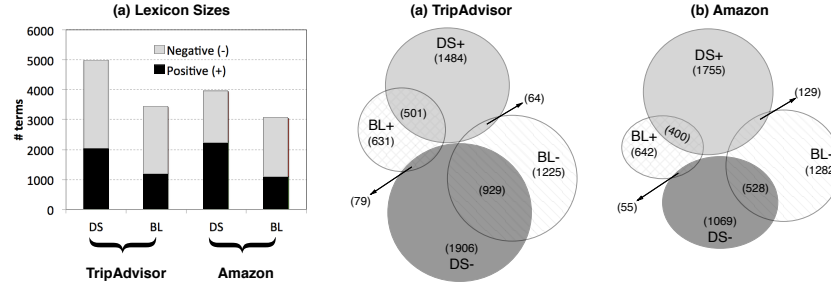 (a) Lexicon Sizes
6000
5000
4000
3000
2000
1000
0
# terms
Negative (-)
Positive (+)
DS
BL
DS
BL
TripAdvisor
Amazon
(a) TripAdvisor
DS+
(1484)
(64)
(501)
BL+
(631)
BL-
(1225)
(929)
(79)
(1906)
DS-
(b) Amazon
DS+
(1755)
(129)
BL+
(642)
(400)
BL-
(1282
(528)
(55)
(1069)
DS-